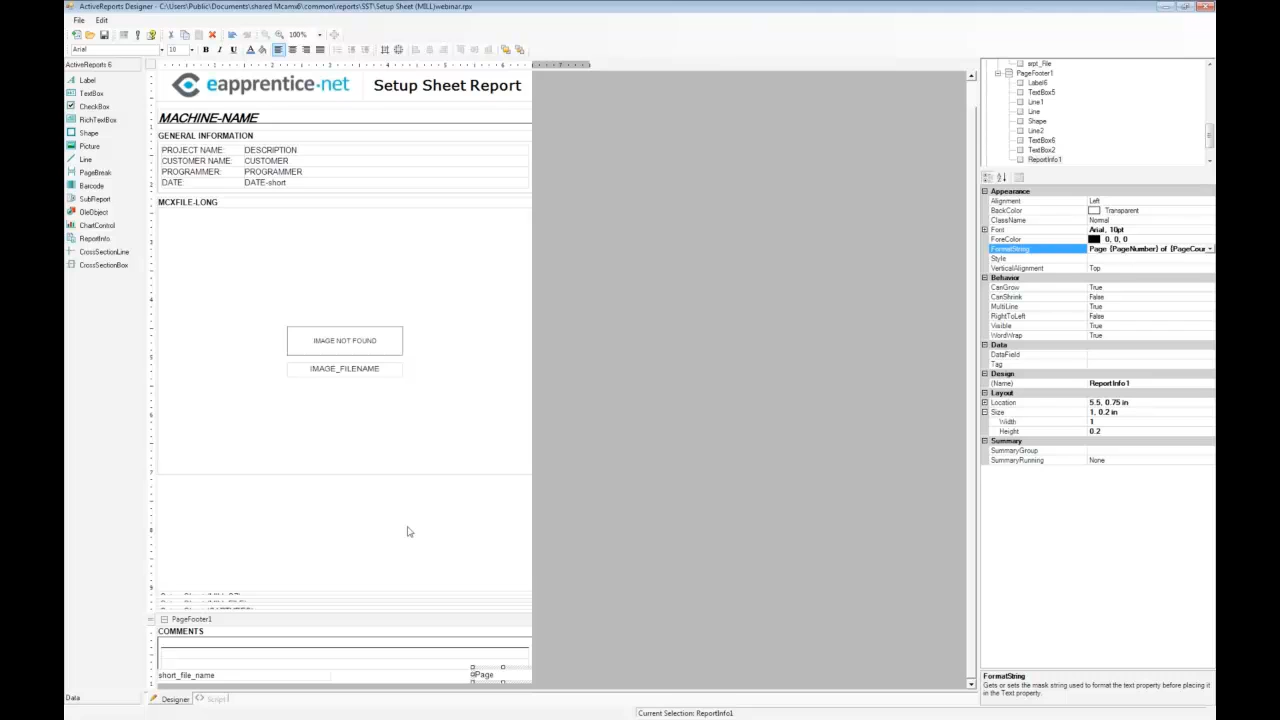 ActiveReports Designer - C:\Users\Public\Documents\shared Mcamx6\common\reports\SST\Setup Sheet (MILL)webinar.rpx
File Edit
100%
Arial 10 B I U A
ActiveReports 6
Label
TextBox
CheckBox
RichTextBox
Shape
Picture
Line
PageBreak
Barcode
SubReport
OleObject
ChartControl
ReportInfo
CrossSectionLine
CrossSectionBox
Data
eapprentice.net Setup Sheet Report
MACHINE-NAME
GENERAL INFORMATION
PROJECT NAME: DESCRIPTION
CUSTOMER NAME: CUSTOMER
PROGRAMMER: PROGRAMMER
DATE: DATE-short
MCXFILE-LONG
IMAGE NOT FOUND
IMAGE_FILENAME
PageFooter1
COMMENTS
short_file_name Page
Designer Script
srpt_File
PageFooter1
Label6
TextBox5
Line1
Line
Shape
Line2
TextBox6
TextBox2
ReportInfo1
Appearance
Alignment Left
BackColor Transparent
ClassName Normal
Font Arial, 10pt
ForeColor 0, 0, 0
FormatString Page {PageNumber} of {PageCour
Style
VerticalAlignment Top
Behavior
CanGrow True
CanShrink False
MultiLine True
RightToLeft False
Visible True
WordWrap True
Data
DataField
Tag
Design
(Name) ReportInfo1
Layout
Location 5.5, 0.75 in
Size 1, 0.2 in
Width 1
Height 0.2
Summary
SummaryGroup
SummaryRunning None
FormatString
Gets or sets the mask string used to format the text property before placing it
in the Text property.
Current Selection: ReportInfo1